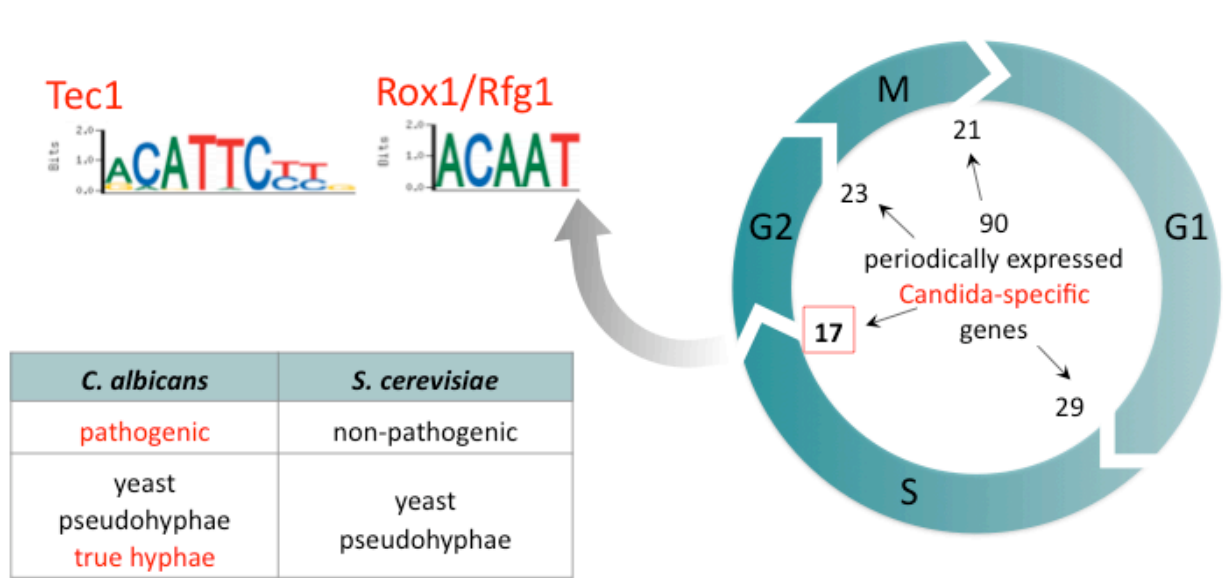 Tec1
Bits
2.0
1.0
0.0
ACATTC
Rox1/Rfg1
Bits
2.0
1.0
0.0
ACAAT
M
G1
S
G2
21
23
90
periodically expressed
Candida-specific
genes
17
29
C. albicans S. cerevisiae
pathogenic non-pathogenic
yeast
pseudohyphae
true hyphae
yeast
pseudohyphae